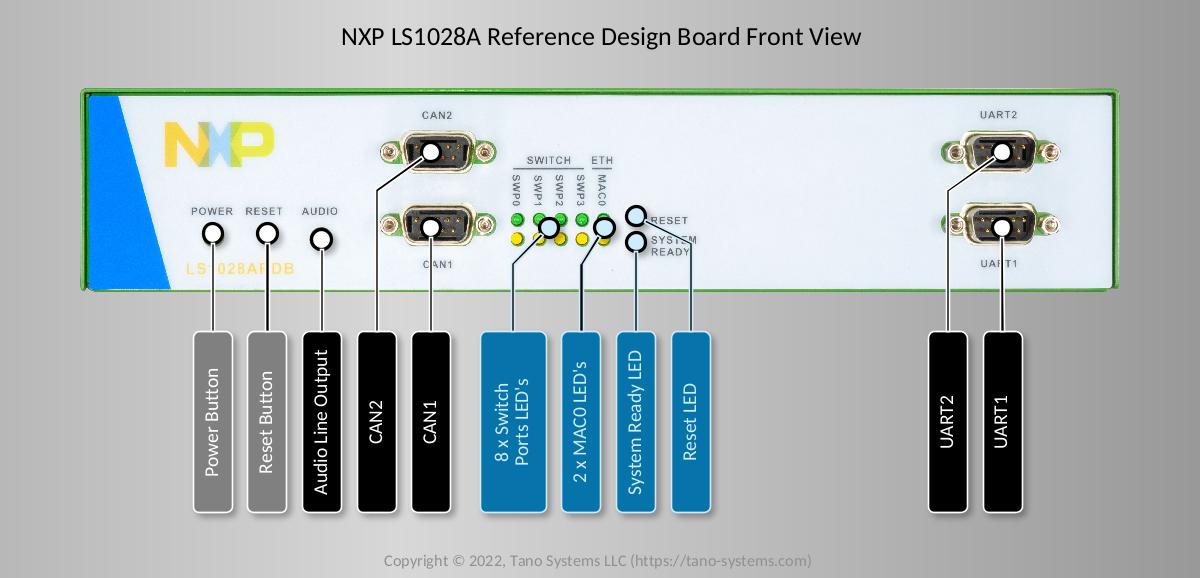 NXP LS1028A Reference Design Board Front View
NXP
CAN2
UART2
SWITCH
ETH
SWP0
SWP1
SWP2
SWP3
MAC0
POWER
RESET
AUDIO
RESET
SYSTEM
READY
LS1028ARDB
CAN1
UART1
Power Button
Reset Button
Audio Line Output
CAN2
CAN1
8 x Switch
Ports LED's
2 x MAC0 LED's
System Ready LED
Reset LED
UART2
UART1
Copyright © 2022, Tano Systems LLC (https://tano-systems.com)